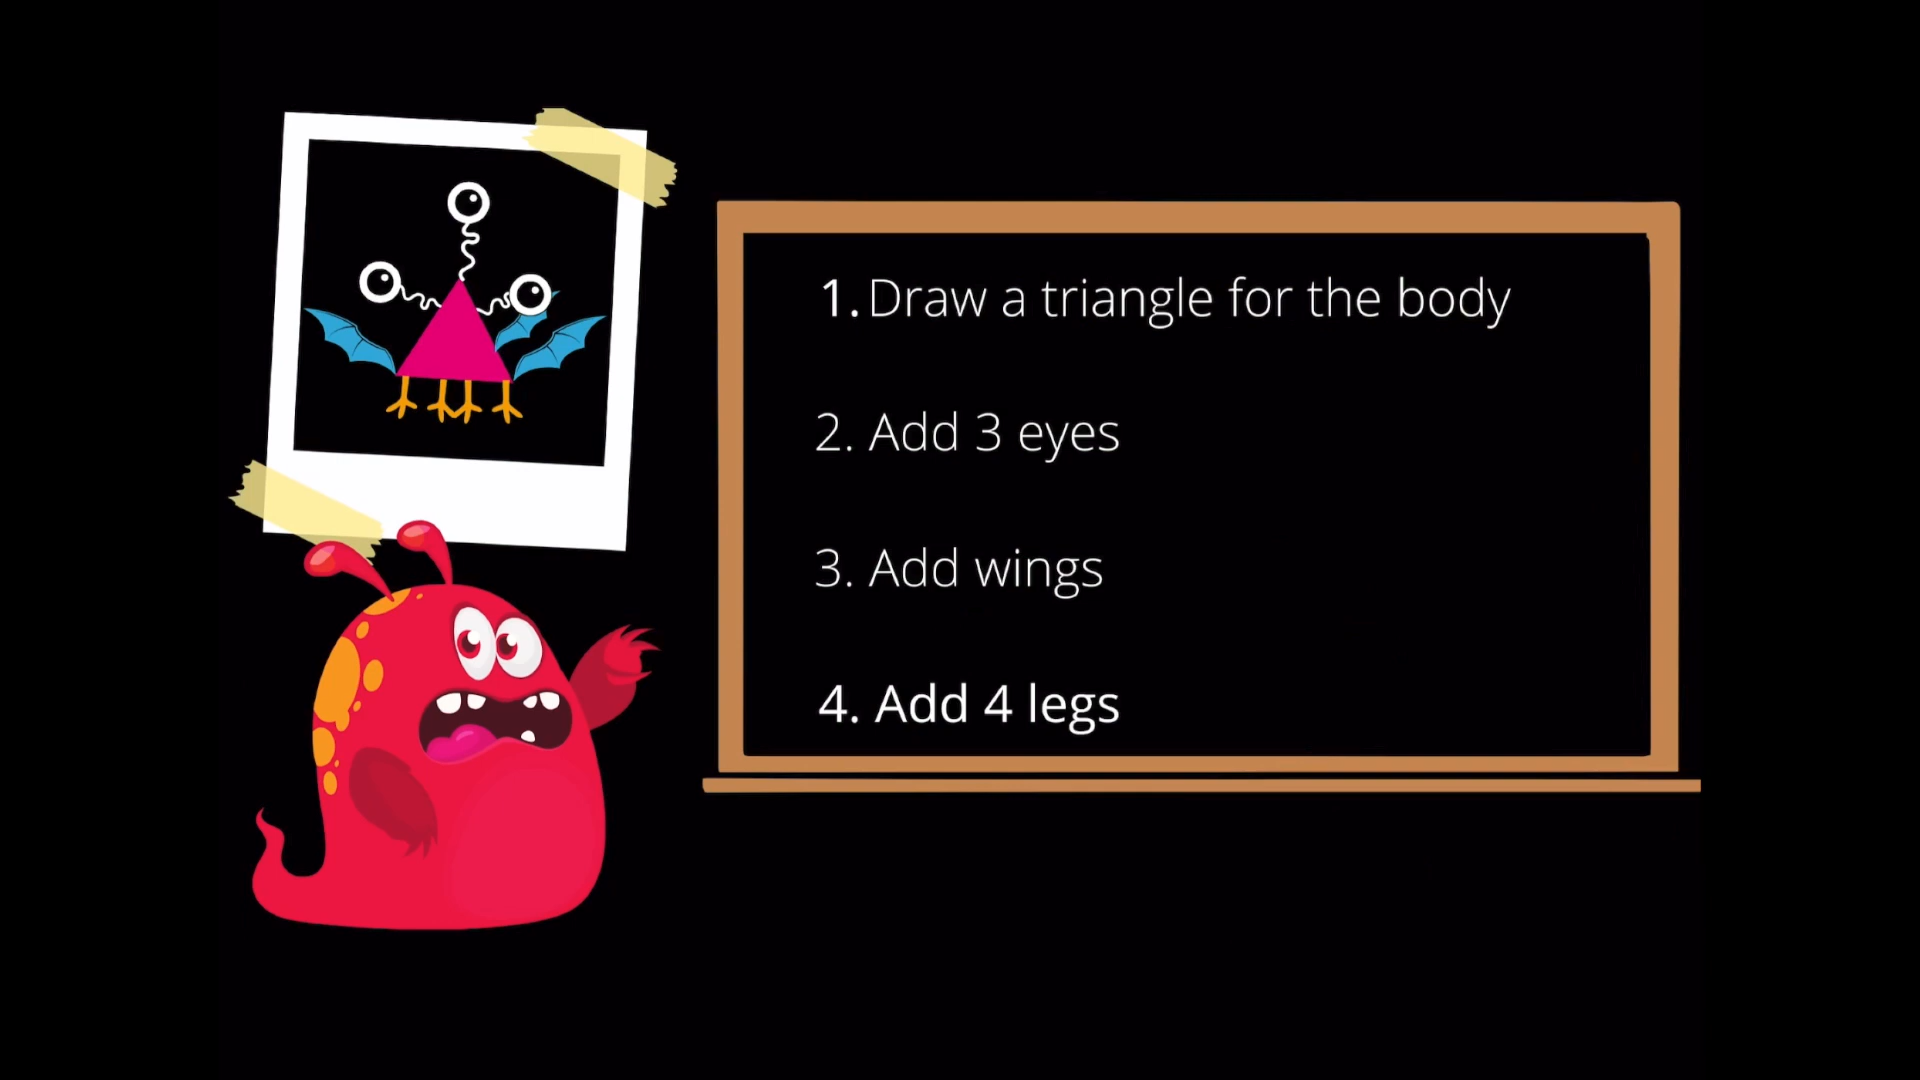 1. Draw a triangle for the body
2. Add 3 eyes
3. Add wings
4. Add 4 legs